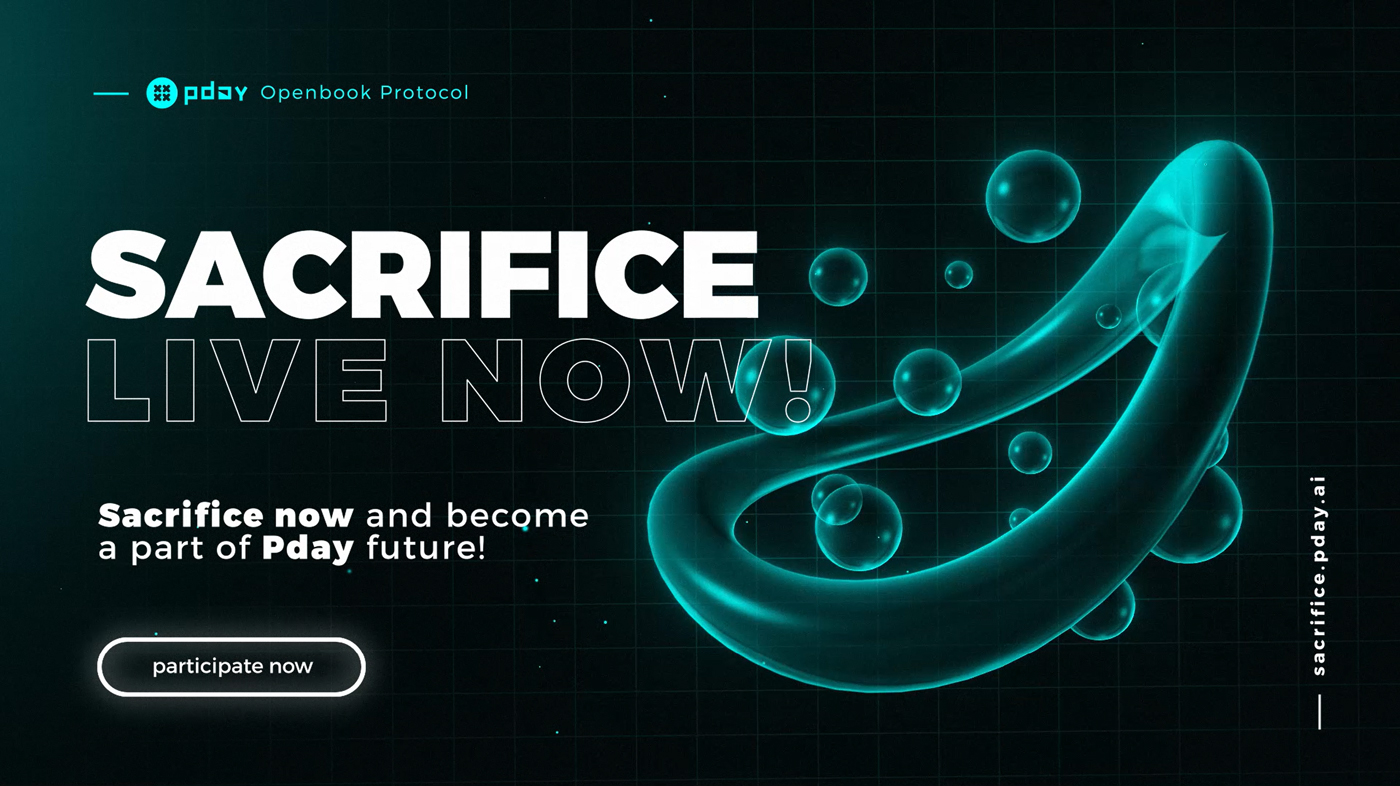 pday Openbook Protocol
SACRIFICE
LIVE NOW!
Sacrifice now and become
a part of Pday future!
participate now
sacrifice.pday.ai